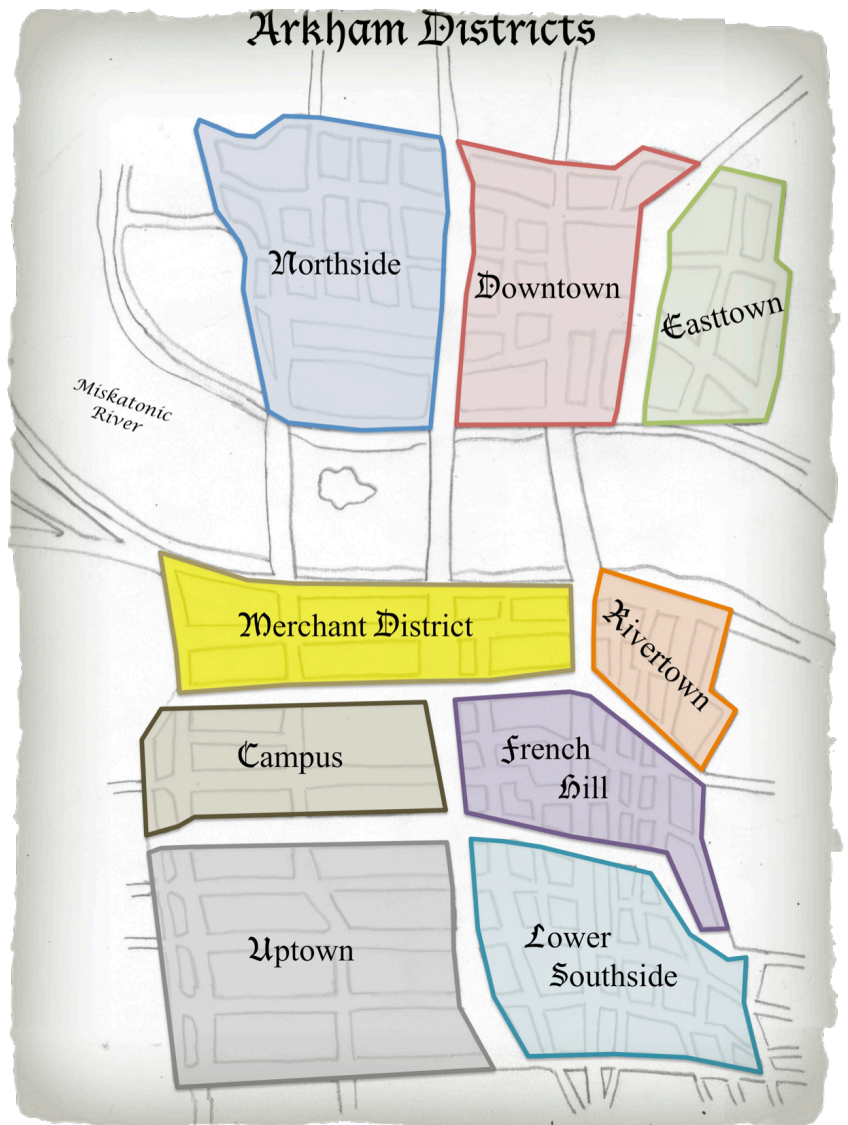 Arkham Districts
Northside
Downtown
Easttown
Miskatonic
River
Merchant District
Rivertown
Campus
French
Hill
Uptown
Lower
Southside